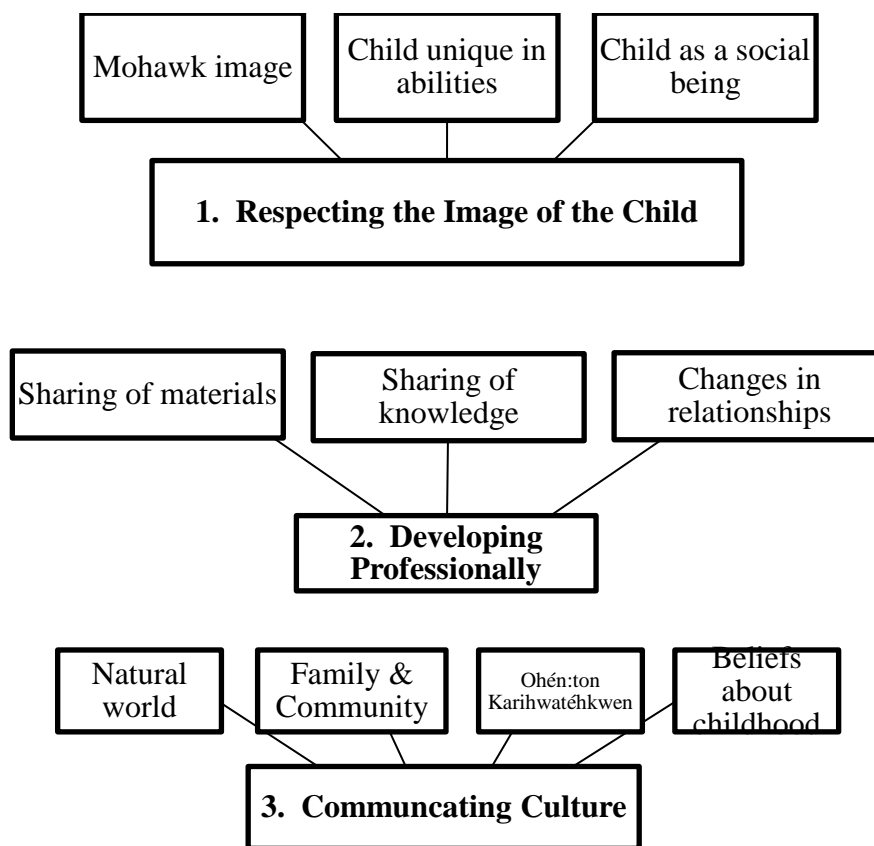 Mohawk image
Child unique in
abilities
Child as a social
being
1. Respecting the Image of the Child
Sharing of materials
Sharing of
knowledge
Changes in
relationships
2. Developing
Professionally
Natural
world
Family &
Community
Ohén:ton
Karihwatéhkwen
Beliefs
about
childhood
3. Communcating Culture